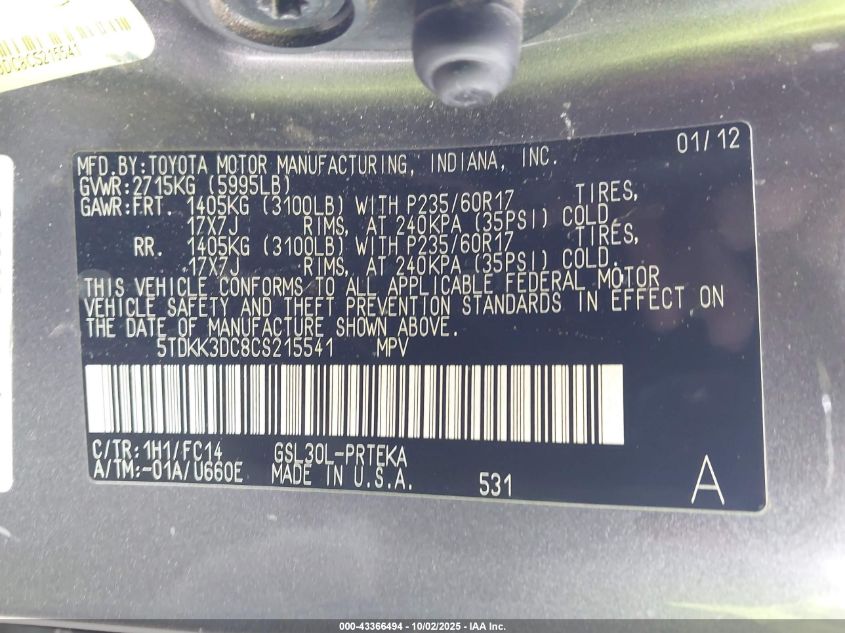 DC8CS215541
MFD.BY:TOYOTA MOTOR MANUFACTURING, INDIANA, INC. 01/12
GVWR:2715KG (5995LB)
GAWR:FRT. 1405KG (3100LB) WITH P235/60R17 TIRES,
17X7J RIMS, AT 240KPA (35PSI) COLD.
RR. 1405KG (3100LB) WITH P235/60R17 TIRES,
17X7J RIMS, AT 240KPA (35PSI) COLD.
THIS VEHICLE CONFORMS TO ALL APPLICABLE FEDERAL MOTOR
VEHICLE SAFETY AND THEFT PREVENTION STANDARDS IN EFFECT ON
THE DATE OF MANUFACTURE SHOWN ABOVE.
5TDKK3DC8CS215541 MPV
C/TR:1H1/FC14 GSL30L-PRTEKA
A/TM:-01A/U660E MADE IN U.S.A. 531 A
000-43366494 - 10/02/2025 - IAA Inc.